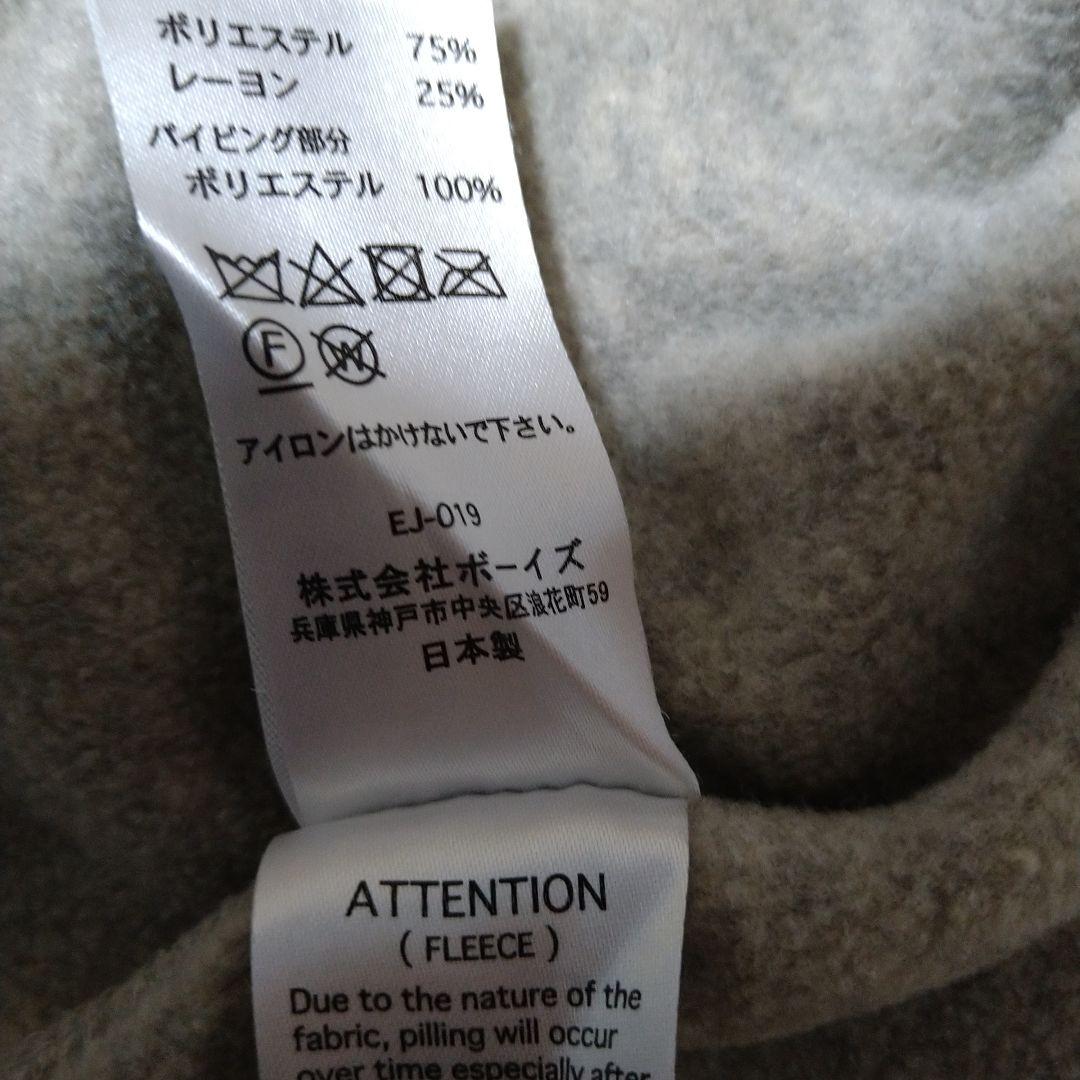 ポリエステル 75%
レーヨン 25%
パイピング部分
ポリエステル 100%
F W
アイロンはかけないで下さい。
EJ-019
株式会社ボーイズ
兵庫県神戸市中央区浪花町59
日本製
ATTENTION
( FLEECE )
Due to the nature of the
fabric, pilling will occur
over time especially after